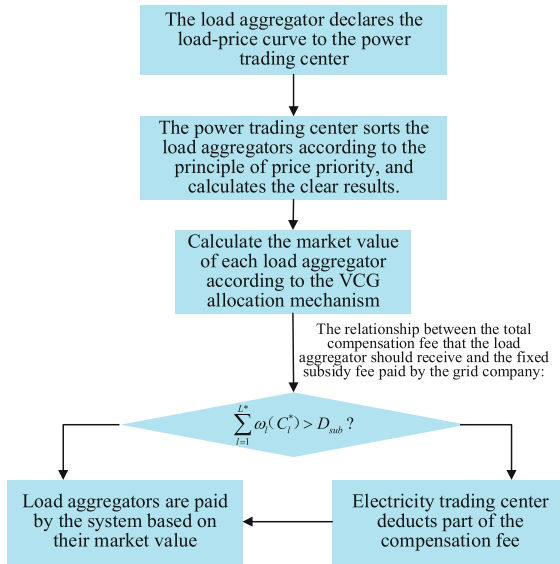 The load aggregator declares the
load-price curve to the power
trading center
The power trading center sorts the
load aggregators according to the
principle of price priority, and
calculates the clear results.
Calculate the market value
of each load aggregator
according to the VCG
allocation mechanism
The relationship between the total
compensation fee that the load
aggregator should receive and the fixed
subsidy fee paid by the grid company:
$\sum_{l=1}^{L^*} \omega_l(C_l^*) > D_{sub}$ ?
Load aggregators are paid
by the system based on
their market value
Electricity trading center
deducts part of the
compensation fee